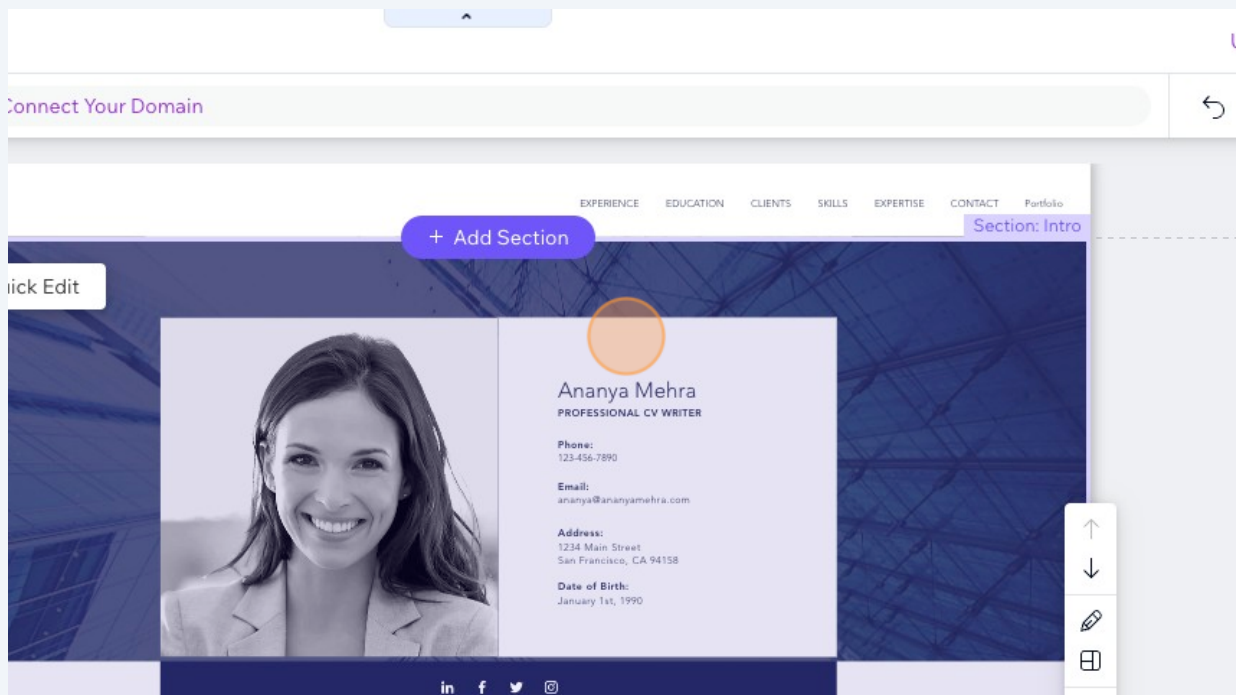 Connect Your Domain
EXPERIENCE EDUCATION CLIENTS SKILLS EXPERTISE CONTACT Portfolio
+ Add Section
Section: Intro
Edit
Ananya Mehra
PROFESSIONAL CV WRITER
Phone:
123-456-7890
Email:
ananya@ananyamehra.com
Address:
1234 Main Street
San Francisco, CA 94158
Date of Birth:
January 1st, 1990
in f